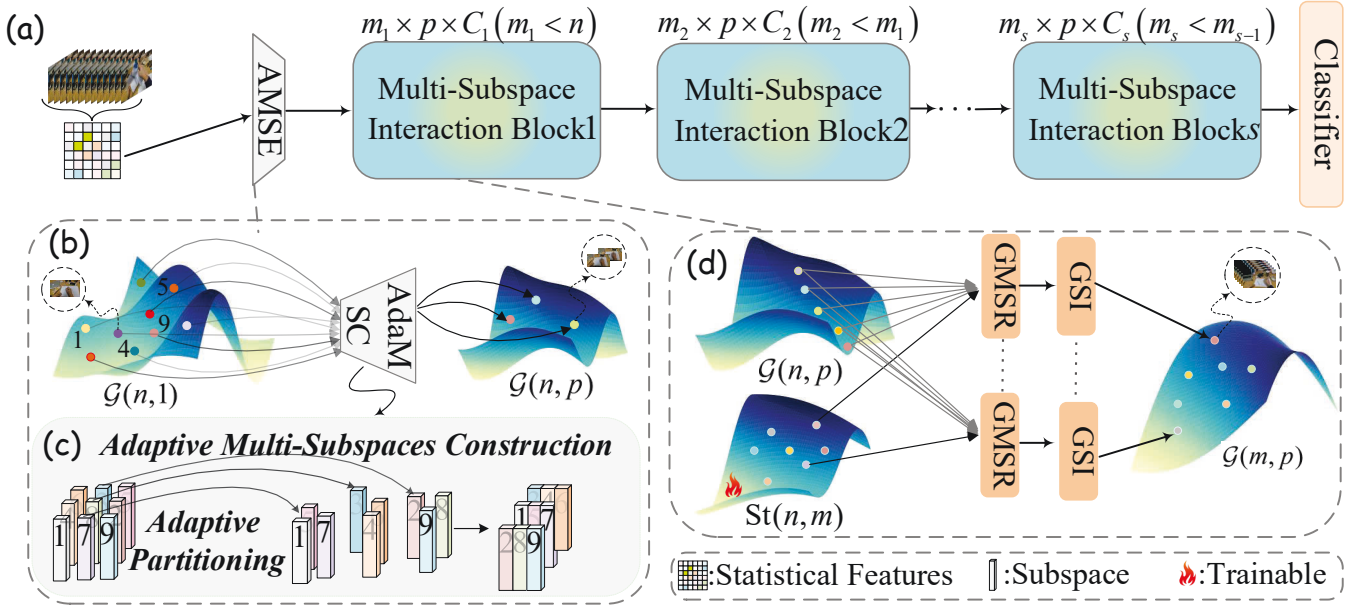 (a)
AMSE
m₁ × p × C₁(m₁ < n)
Multi-Subspace
Interaction Block1
m₂ × p × C₂(m₂ < m₁)
Multi-Subspace
Interaction Block2
···
mₛ × p × Cₛ(mₛ < mₛ₋₁)
Multi-Subspace
Interaction Blocks
Classifier
(b)
5
9
1
4
G(n,1)
AdaM
SC
G(n, p)
(c)
Adaptive Multi-Subspaces Construction
1 7 9
Adaptive
Partitioning
1 7
3 4
2 9 8
1 7
2 8 9
(d)
G(n, p)
St(n,m)
GMSR
GSI
GMSR
GSI
G(m, p)
:Statistical Features
:Subspace
:Trainable